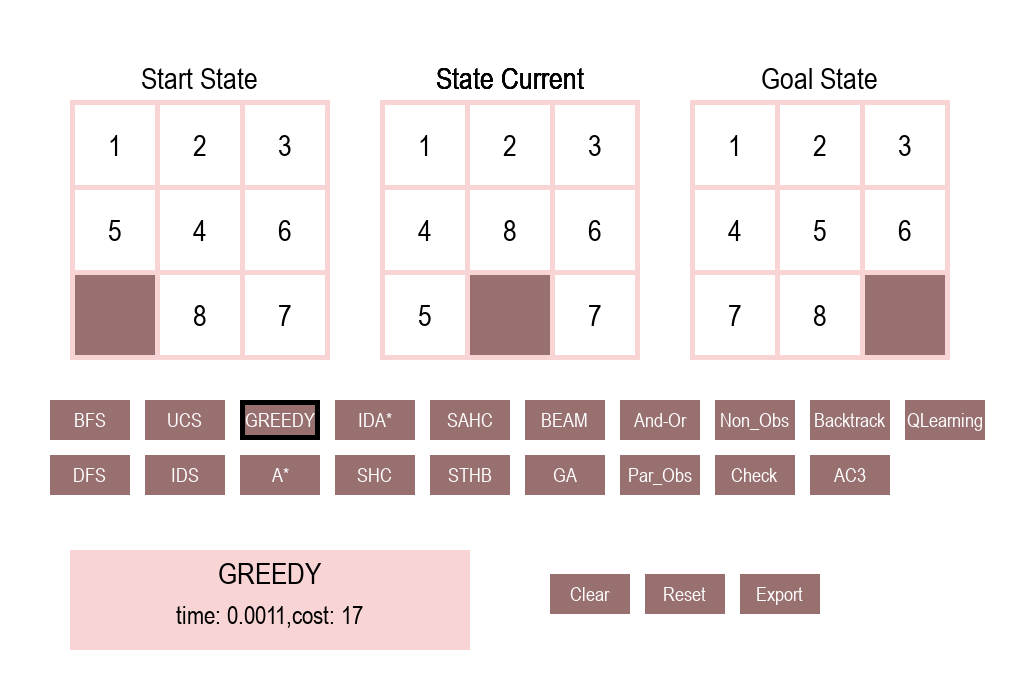 Start State State Current Goal State
1 2 3 1 2 3 1 2 3
5 4 6 4 8 6 4 5 6
8 7 5 7 7 8
BFS UCS GREEDY IDA* SAHC BEAM And-Or Non_Obs Backtrack QLearning
DFS IDS A* SHC STHB GA Par_Obs Check AC3
GREEDY
time: 0.0011,cost: 17
Clear Reset Export